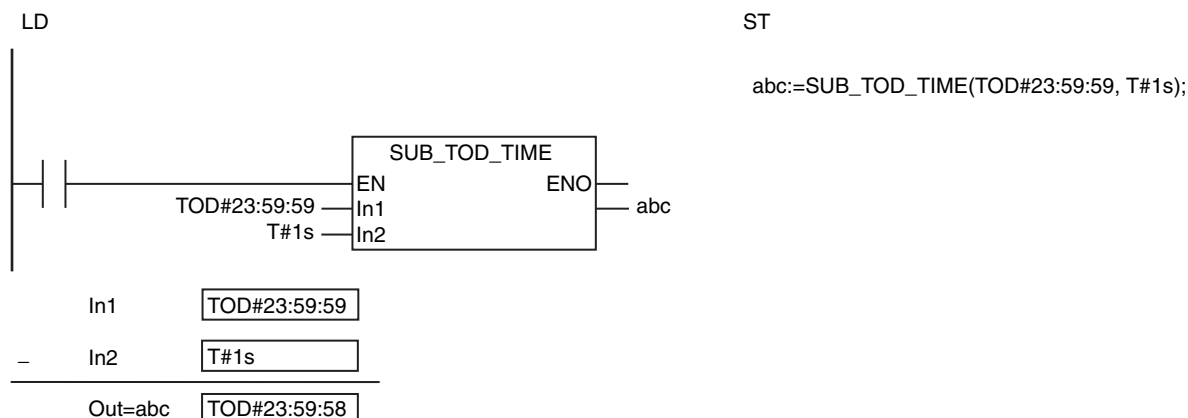 LD
ST
abc:=SUB_TOD_TIME(TOD#23:59:59, T#1s);
SUB_TOD_TIME
EN ENO
TOD#23:59:59 In1 abc
T#1s In2
In1 TOD#23:59:59
– In2 T#1s
Out=abc TOD#23:59:58